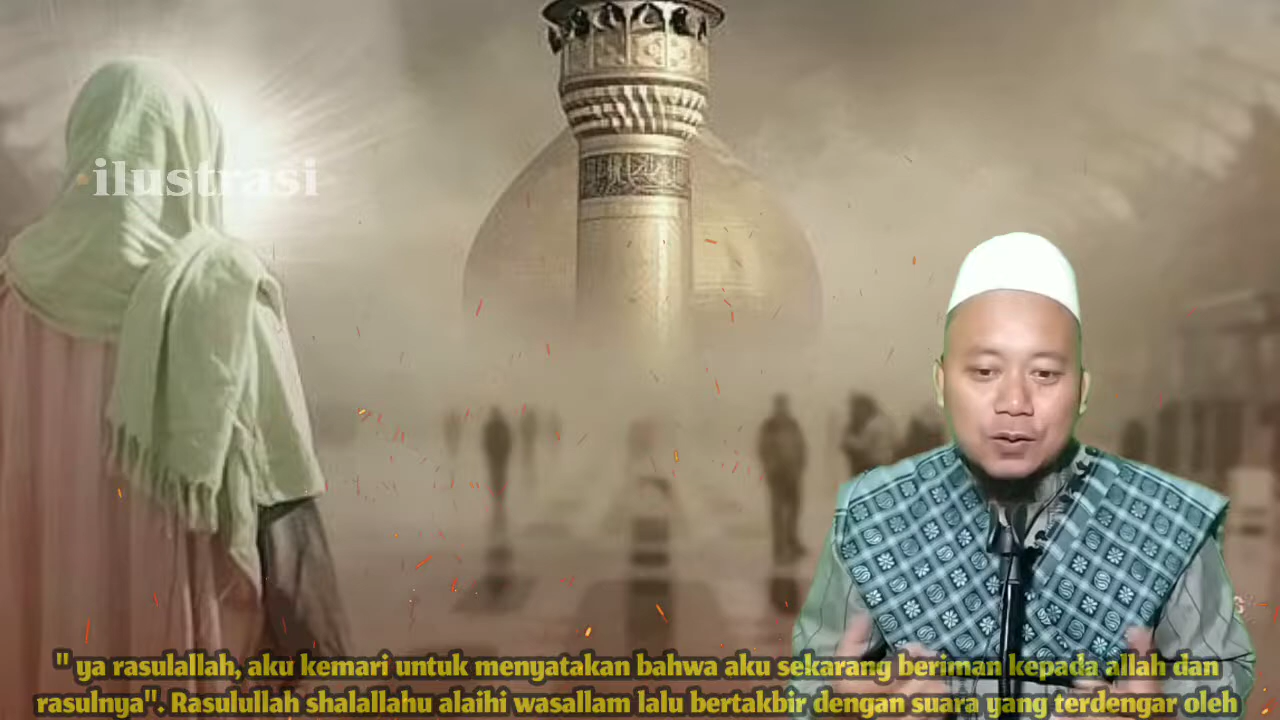 ilustrasi
" ya rasulallah, aku kemari untuk menyatakan bahwa aku sekarang beriman kepada allah dan
rasulnya". Rasulullah shalallahu alaihi wasallam lalu bertakbir dengan suara yang terdengar oleh